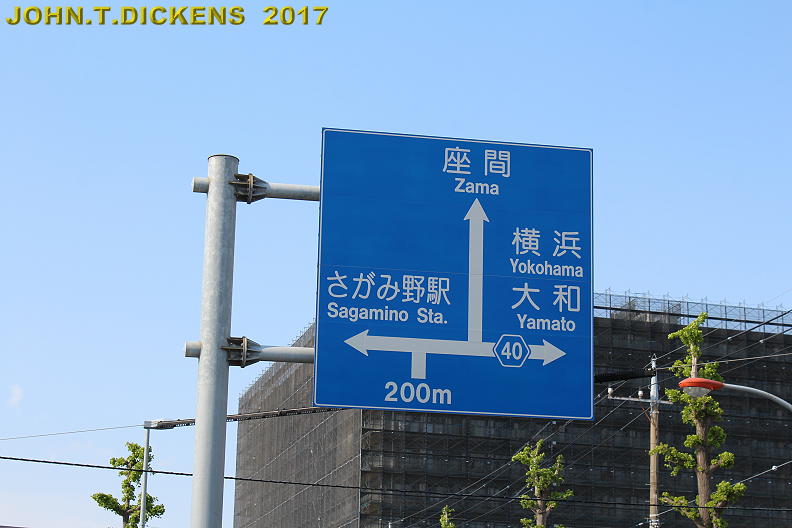 JOHN.T.DICKENS 2017
座間
Zama
横浜
Yokohama
さがみ野駅
Sagamino Sta.
大和
Yamato
40
200m